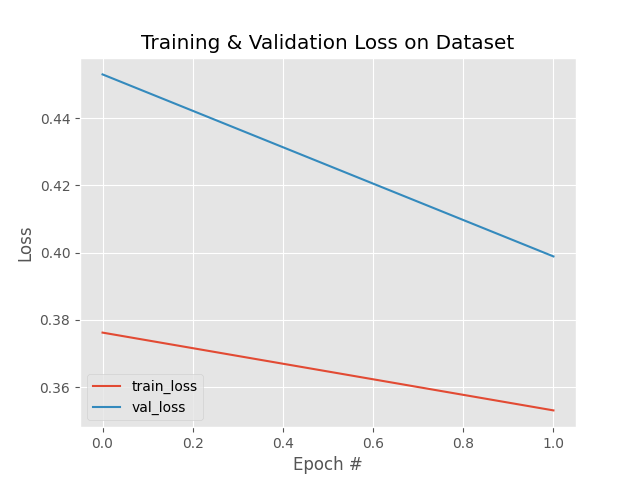 Training & Validation Loss on Dataset
Loss
0.44
0.42
0.40
0.38
0.36
train_loss
val_loss
0.0 0.2 0.4 0.6 0.8 1.0
Epoch #